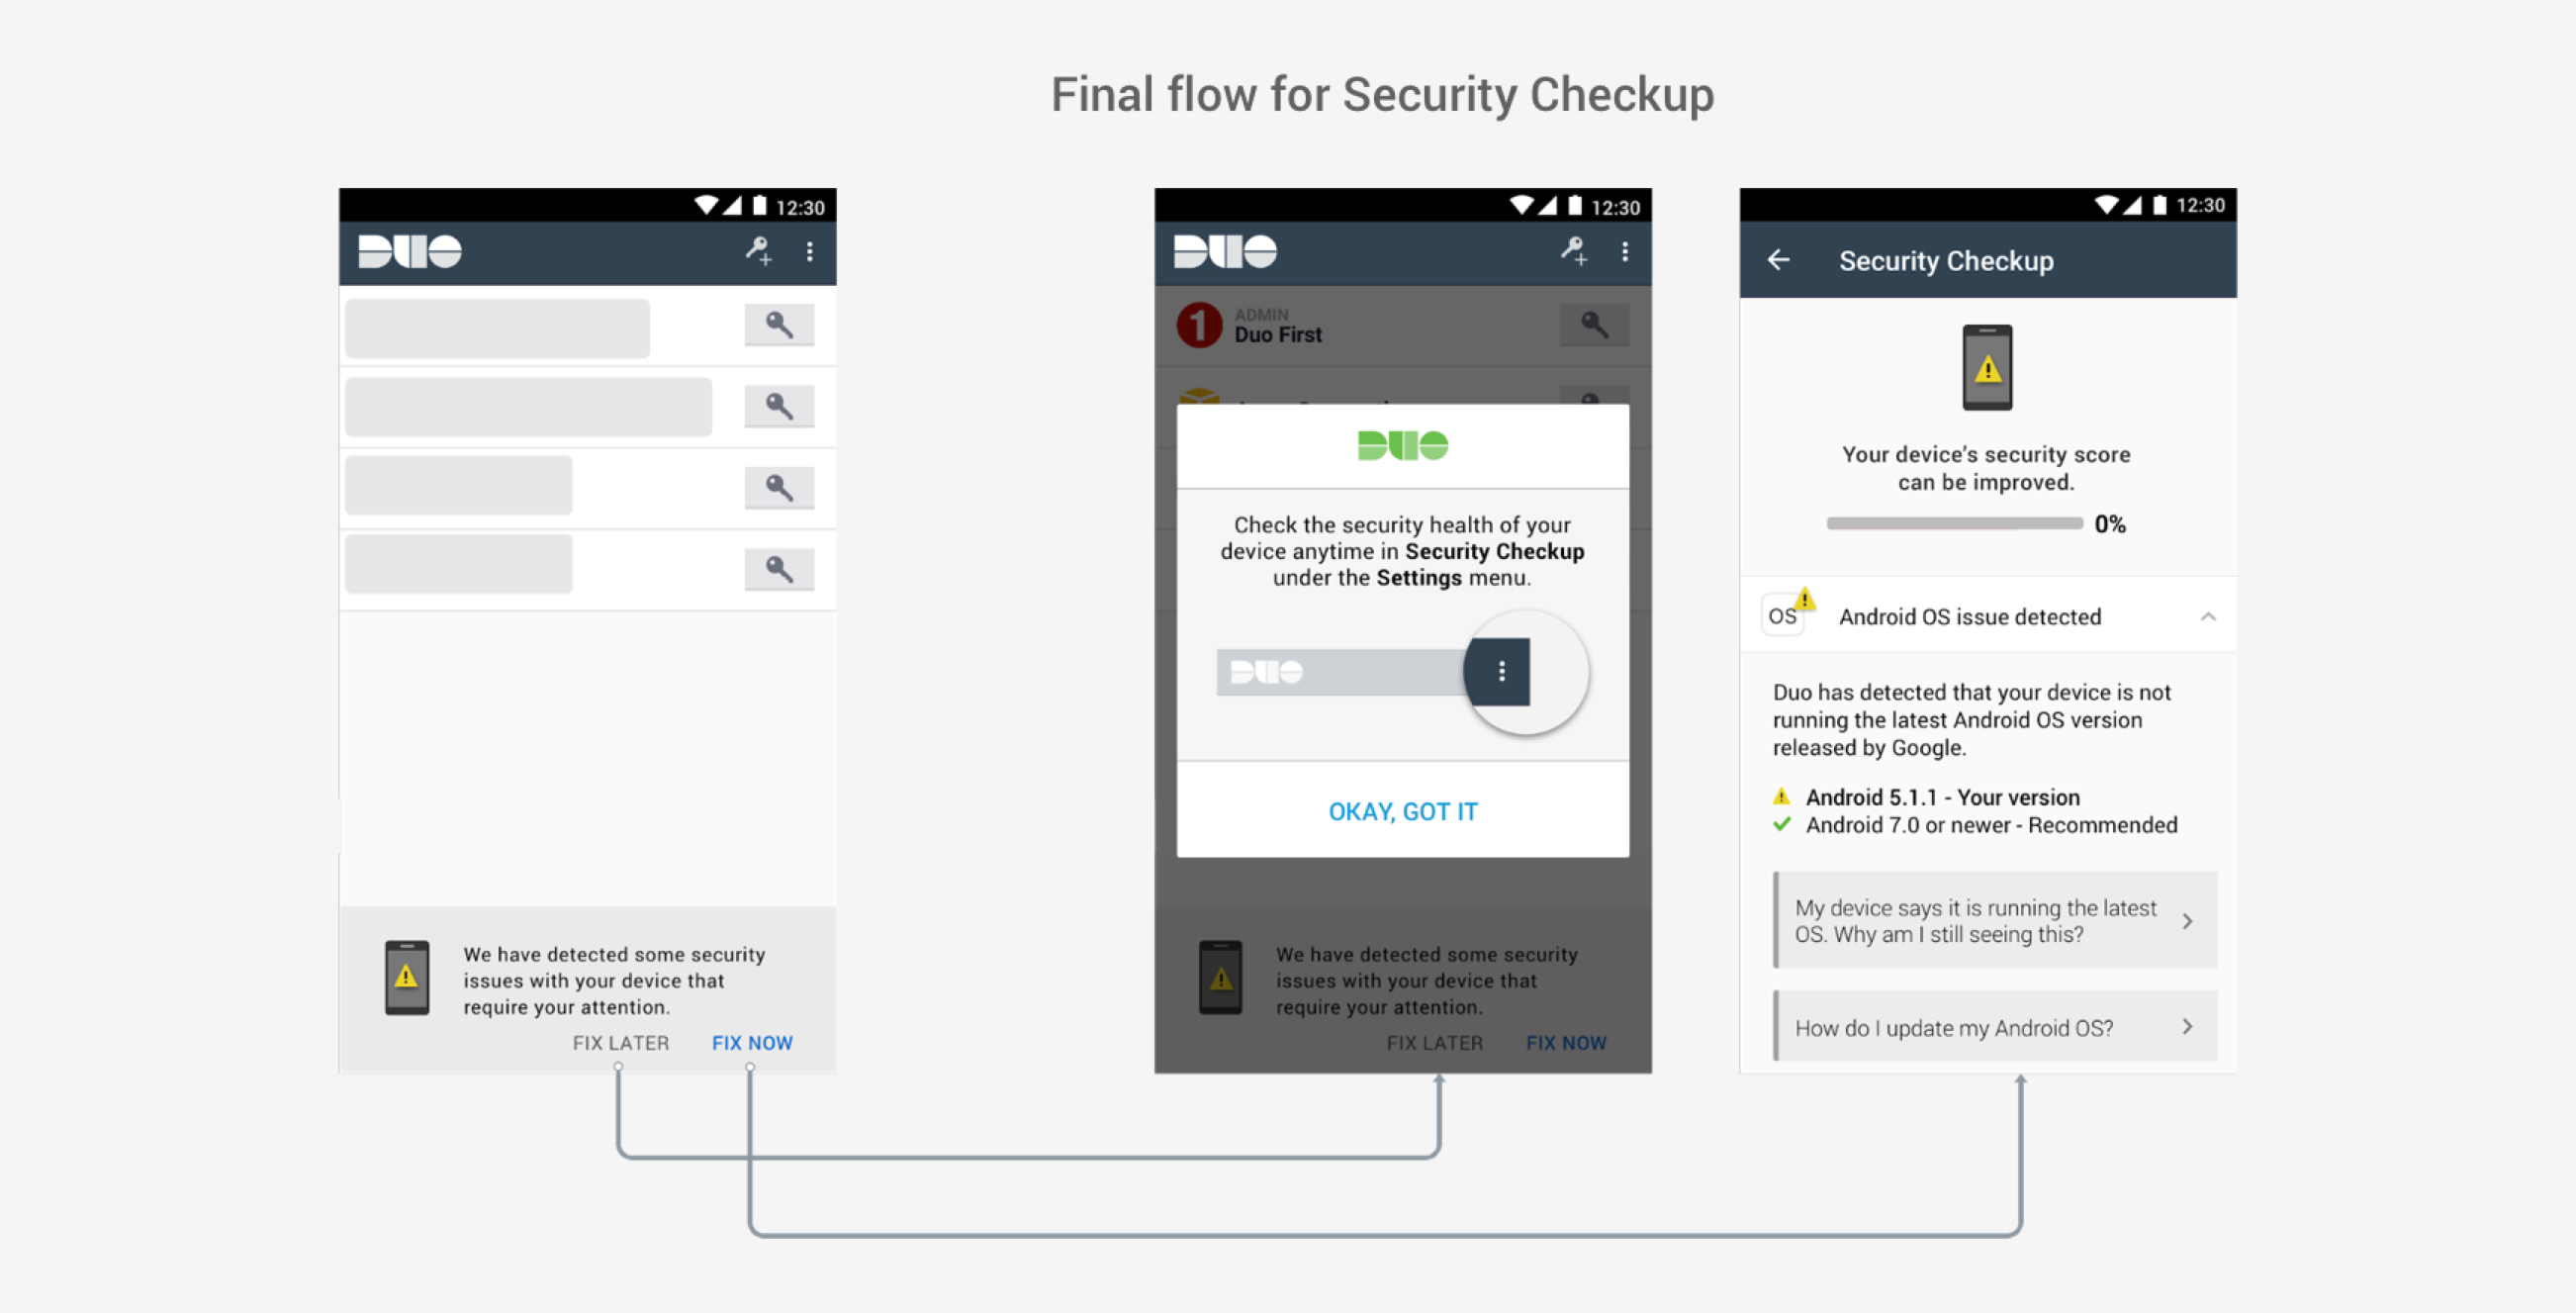 Final flow for Security Checkup
12:30
DUO
We have detected some security
issues with your device that
require your attention.
FIX LATER FIX NOW
12:30
DUO
1
ADMIN
Duo First
DUO
Check the security health of your
device anytime in Security Checkup
under the Settings menu.
DUO
OKAY, GOT IT
We have detected some security
issues with your device that
require your attention.
FIX LATER FIX NOW
12:30
Security Checkup
Your device's security score
can be improved.
0%
OS Android OS issue detected
Duo has detected that your device is not
running the latest Android OS version
released by Google.
Android 5.1.1 - Your version
Android 7.0 or newer - Recommended
My device says it is running the latest
OS. Why am I still seeing this?
How do I update my Android OS?